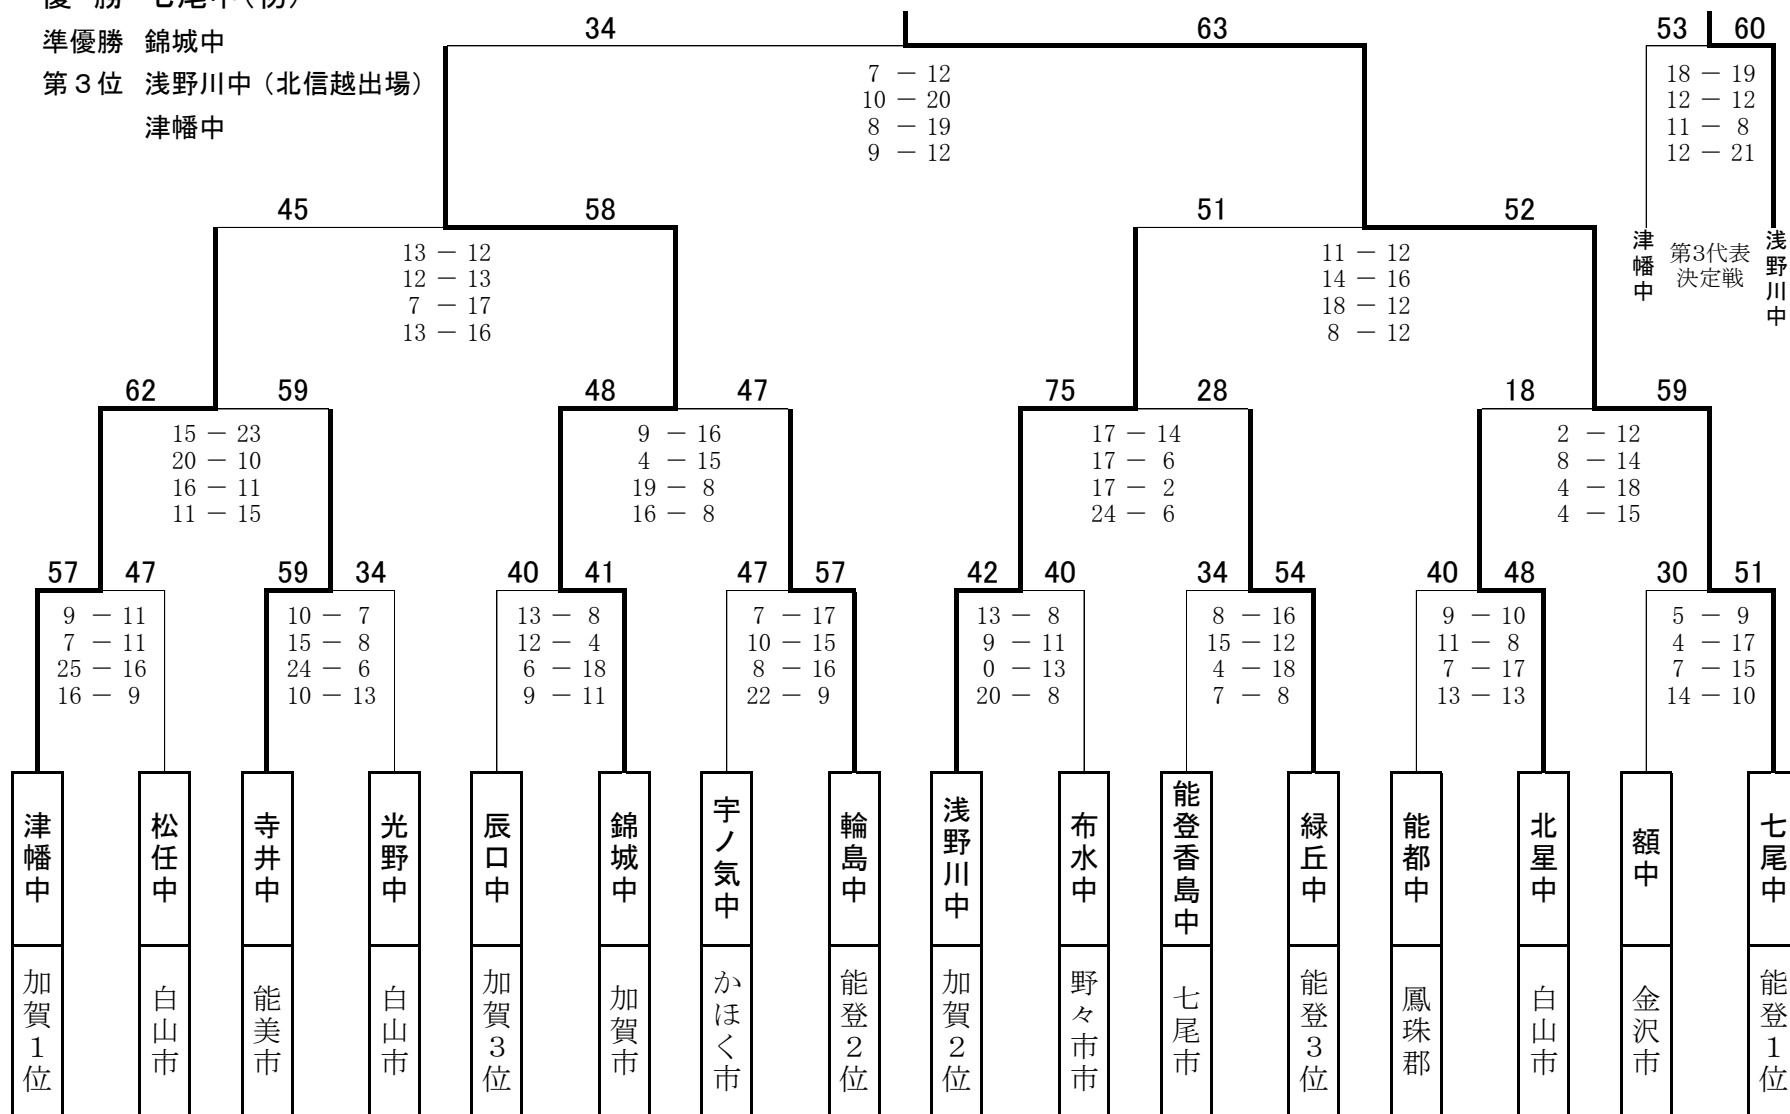 優　勝　七尾中（初）
準優勝　錦城中
第３位　浅野川中（北信越出場）
津幡中
34　63
7 － 12
10 － 20
8 － 19
9 － 12
53　60
18 － 19
12 － 12
11 － 8
12 － 21
津幡中
第3代表
決定戦
浅野川中
45　58
13 － 12
12 － 13
7 － 17
13 － 16
51　52
11 － 12
14 － 16
18 － 12
8 － 12
62　59
15 － 23
20 － 10
16 － 11
11 － 15
48　47
9 － 16
4 － 15
19 － 8
16 － 8
75　28
17 － 14
17 － 6
17 － 2
24 － 6
18　59
2 － 12
8 － 14
4 － 18
4 － 15
57　47
9 － 11
7 － 11
25 － 16
16 － 9
59　34
10 － 7
15 － 8
24 － 6
10 － 13
40　41
13 － 8
12 － 4
6 － 18
9 － 11
47　57
7 － 17
10 － 15
8 － 16
22 － 9
42　40
13 － 8
9 － 11
0 － 13
20 － 8
34　54
8 － 16
15 － 12
4 － 18
7 － 8
40　48
9 － 10
11 － 8
7 － 17
13 － 13
30　51
5 － 9
4 － 17
7 － 15
14 － 10
津幡中
松任中
寺井中
光野中
辰口中
錦城中
宇ノ気中
輪島中
浅野川中
布水中
能登香島中
緑丘中
能都中
北星中
額中
七尾中
加賀１位
白山市
能美市
白山市
加賀３位
加賀市
かほく市
能登２位
加賀２位
野々市市
七尾市
能登３位
鳳珠郡
白山市
金沢市
能登１位